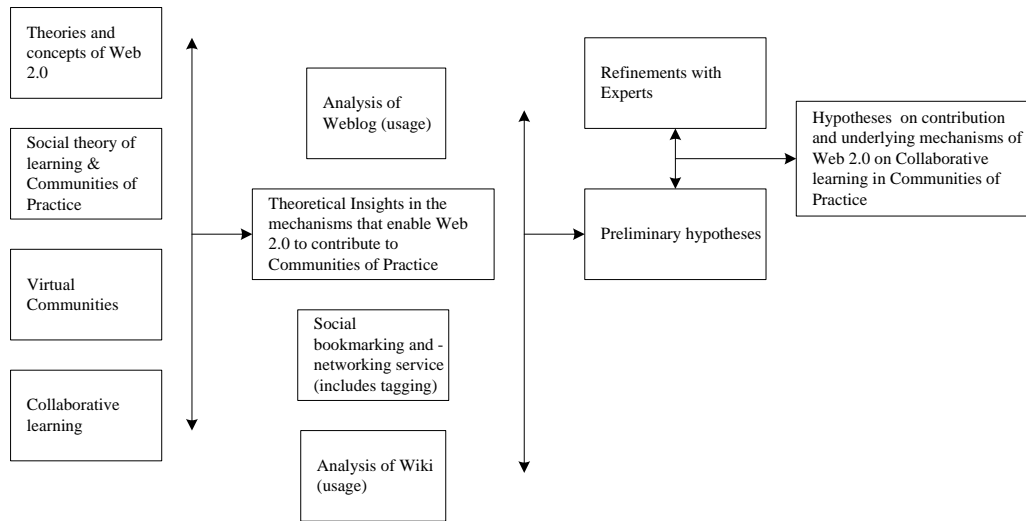 Theories and
concepts of Web
2.0
Social theory of
learning &
Communities of
Practice
Virtual
Communities
Collaborative
learning
Analysis of
Weblog (usage)
Theoretical Insights in the
mechanisms that enable Web
2.0 to contribute to
Communities of Practice
Social
bookmarking and -
networking service
(includes tagging)
Analysis of Wiki
(usage)
Refinements with
Experts
Preliminary hypotheses
Hypotheses on contribution
and underlying mechanisms of
Web 2.0 on Collaborative
learning in Communities of
Practice